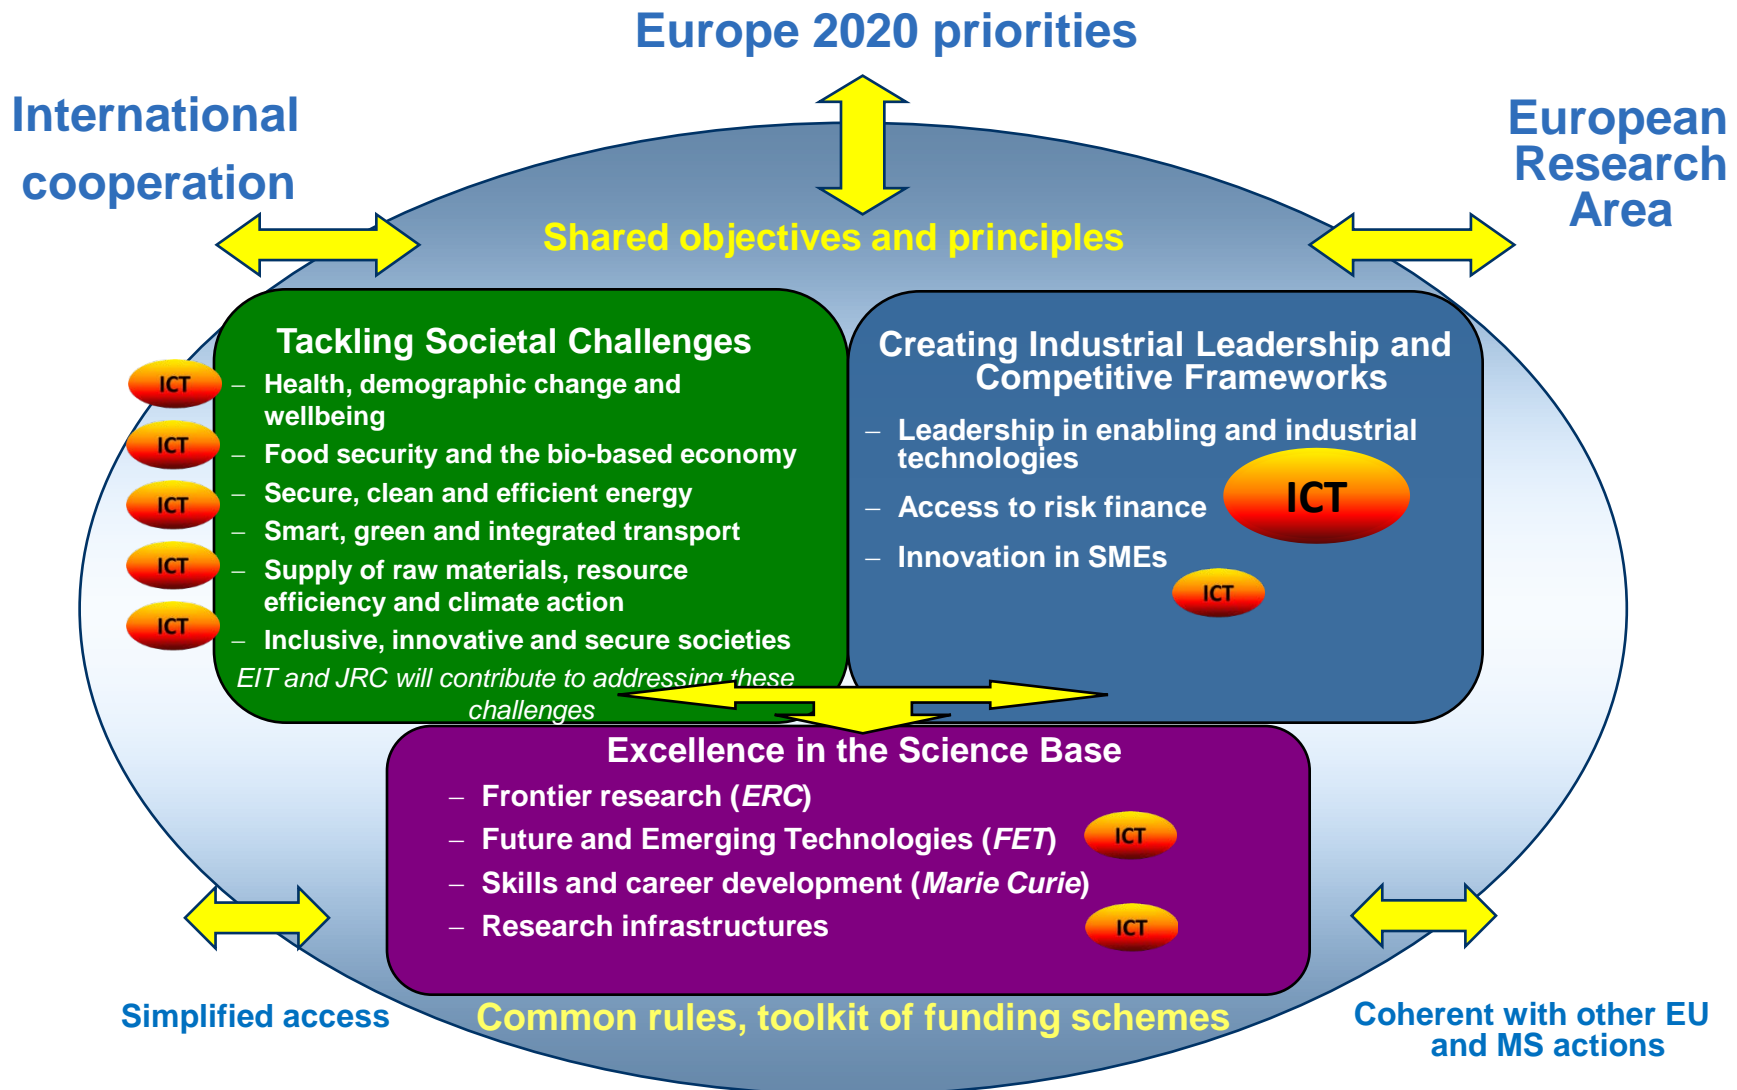 Europe 2020 priorities
International
cooperation
European
Research
Area
Shared objectives and principles
Tackling Societal Challenges
ICT
– Health, demographic change and
wellbeing
ICT
– Food security and the bio-based economy
ICT
– Secure, clean and efficient energy
– Smart, green and integrated transport
ICT
– Supply of raw materials, resource
efficiency and climate action
ICT
– Inclusive, innovative and secure societies
EIT and JRC will contribute to addressing these
challenges
Creating Industrial Leadership and
Competitive Frameworks
– Leadership in enabling and industrial
technologies
ICT
– Access to risk finance
– Innovation in SMEs
ICT
Excellence in the Science Base
– Frontier research (ERC)
– Future and Emerging Technologies (FET)
ICT
– Skills and career development (Marie Curie)
– Research infrastructures
ICT
Simplified access
Common rules, toolkit of funding schemes
Coherent with other EU
and MS actions